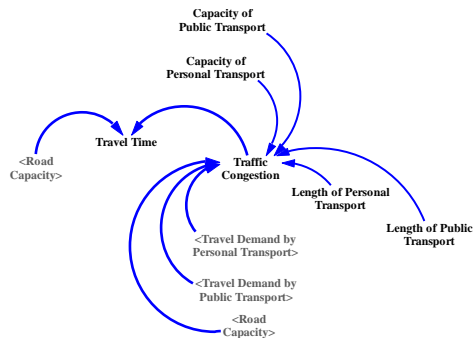 Capacity of
Public Transport
Capacity of
Personal Transport
Travel Time
<Road
Capacity>
Traffic
Congestion
Length of Personal
Transport
Length of Public
Transport
<Travel Demand by
Personal Transport>
<Travel Demand by
Public Transport>
<Road
Capacity>